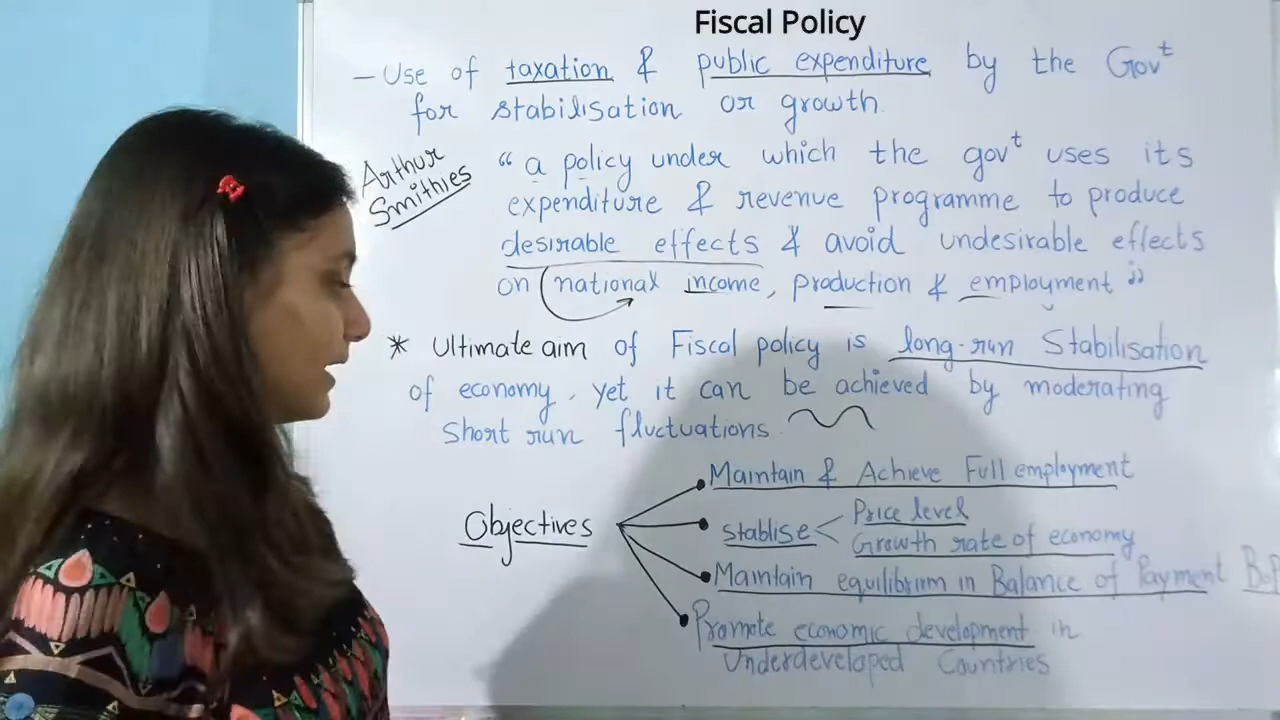 Fiscal Policy
- Use of taxation & public expenditure by the Govt
for stabilisation or growth.
Arthur
Smithies
" a policy under which the govt uses its
expenditure & revenue programme to produce
desirable effects & avoid undesirable effects
on national income, production & employment "
* Ultimate aim of Fiscal policy is long-run Stabilisation
of economy, yet it can be achieved by moderating
Short run fluctuations.
Objectives
Maintain & Achieve Full employment
Stablise < Price level
Growth rate of economy
Maintain equilibrim in Balance of Payment BoP
Promote economic development in
Underdeveloped Countries